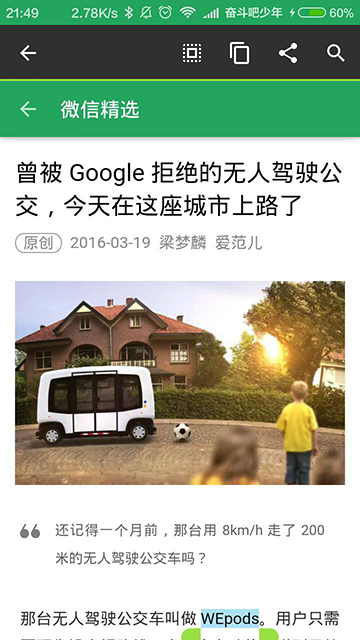 21:49 2.78K/s 奋斗吧少年 60%
微信精选
曾被 Google 拒绝的无人驾驶公
交，今天在这座城市上路了
原创 2016-03-19 梁梦麟 爱范儿
还记得一个月前，那台用 8km/h 走了 200
米的无人驾驶公交车吗？
那台无人驾驶公交车叫做 WEpods。用户只需